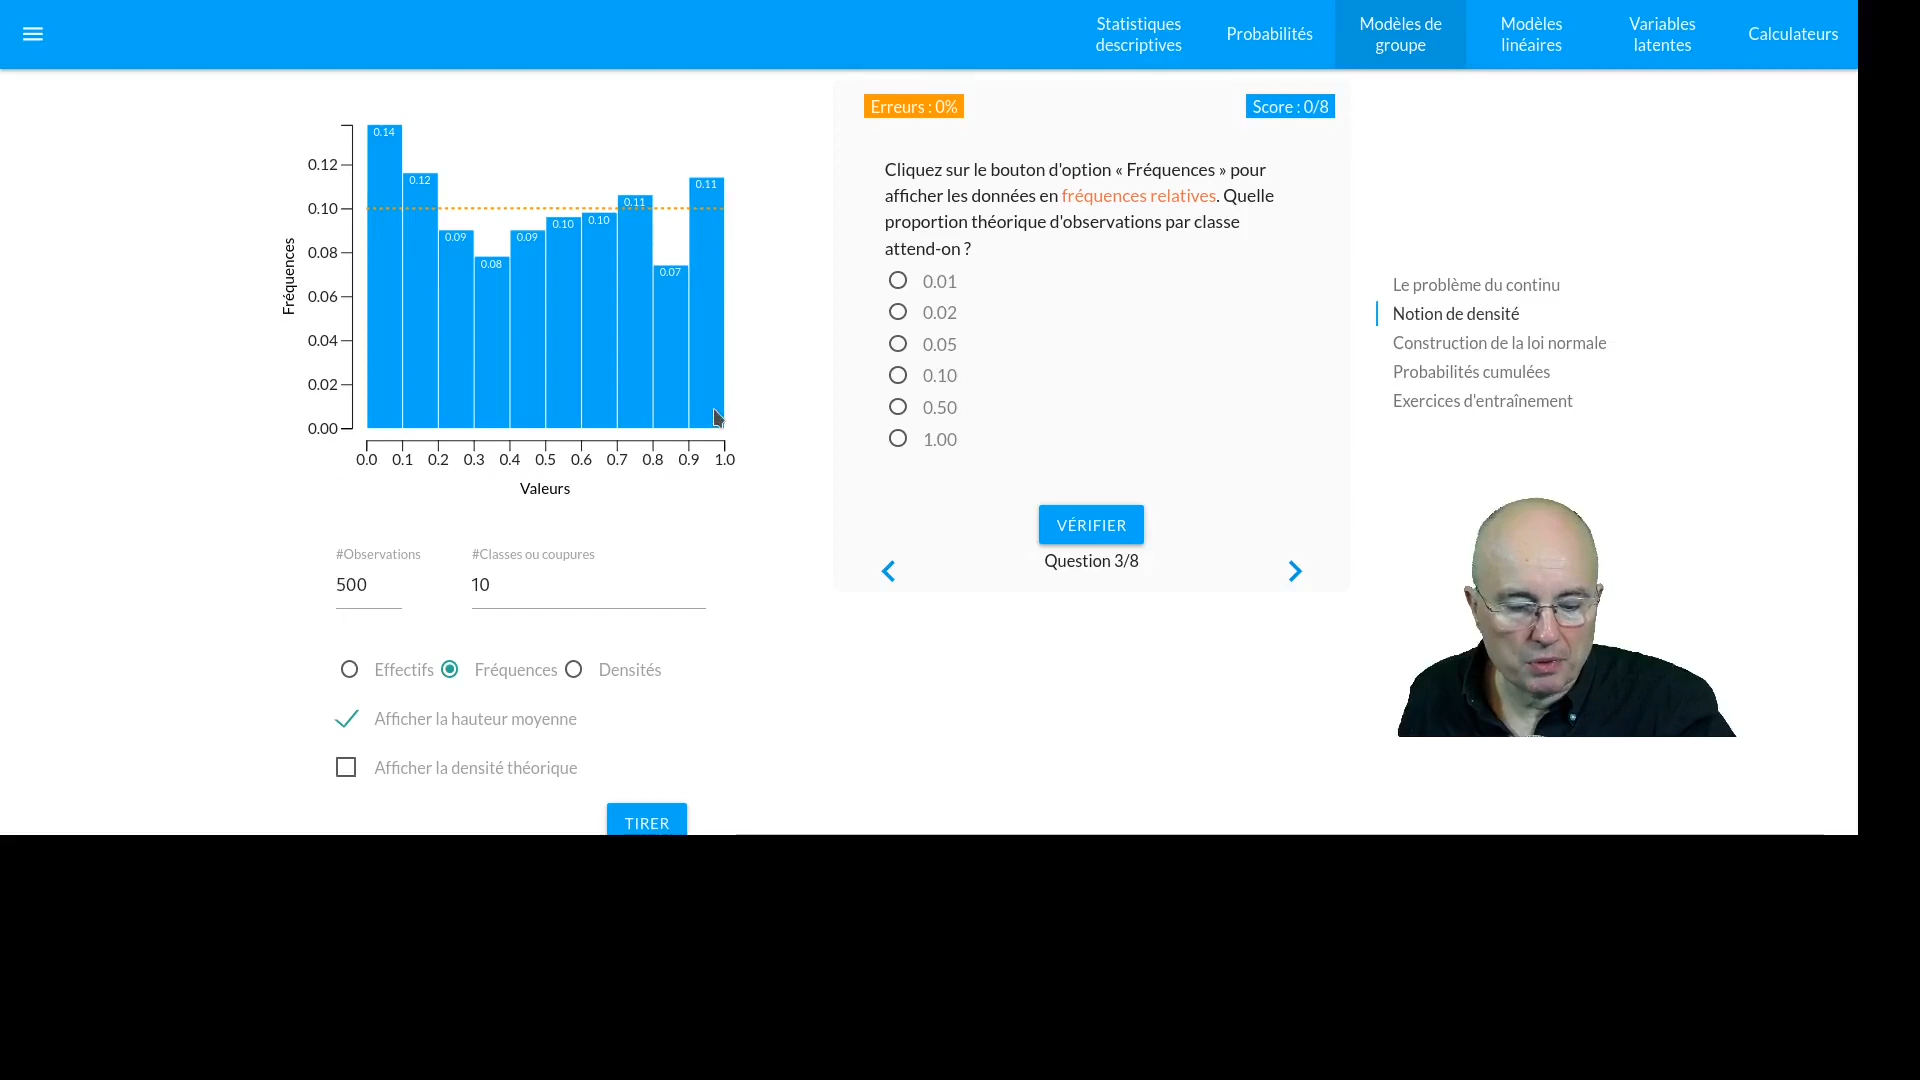 Statistiques descriptives
Probabilités
Modèles de groupe
Modèles linéaires
Variables latentes
Calculateurs
Erreurs : 0%
Score : 0/8
Cliquez sur le bouton d'option « Fréquences » pour
afficher les données en fréquences relatives. Quelle
proportion théorique d'observations par classe
attend-on ?
0.01
0.02
0.05
0.10
0.50
1.00
VÉRIFIER
Question 3/8
Fréquences
0.12
0.10
0.08
0.06
0.04
0.02
0.00
0.14
0.12
0.09
0.08
0.09
0.10
0.10
0.11
0.07
0.11
0.0 0.1 0.2 0.3 0.4 0.5 0.6 0.7 0.8 0.9 1.0
Valeurs
#Observations
500
#Classes ou coupures
10
Effectifs Fréquences Densités
Afficher la hauteur moyenne
Afficher la densité théorique
TIRER
Le problème du continu
Notion de densité
Construction de la loi normale
Probabilités cumulées
Exercices d'entraînement